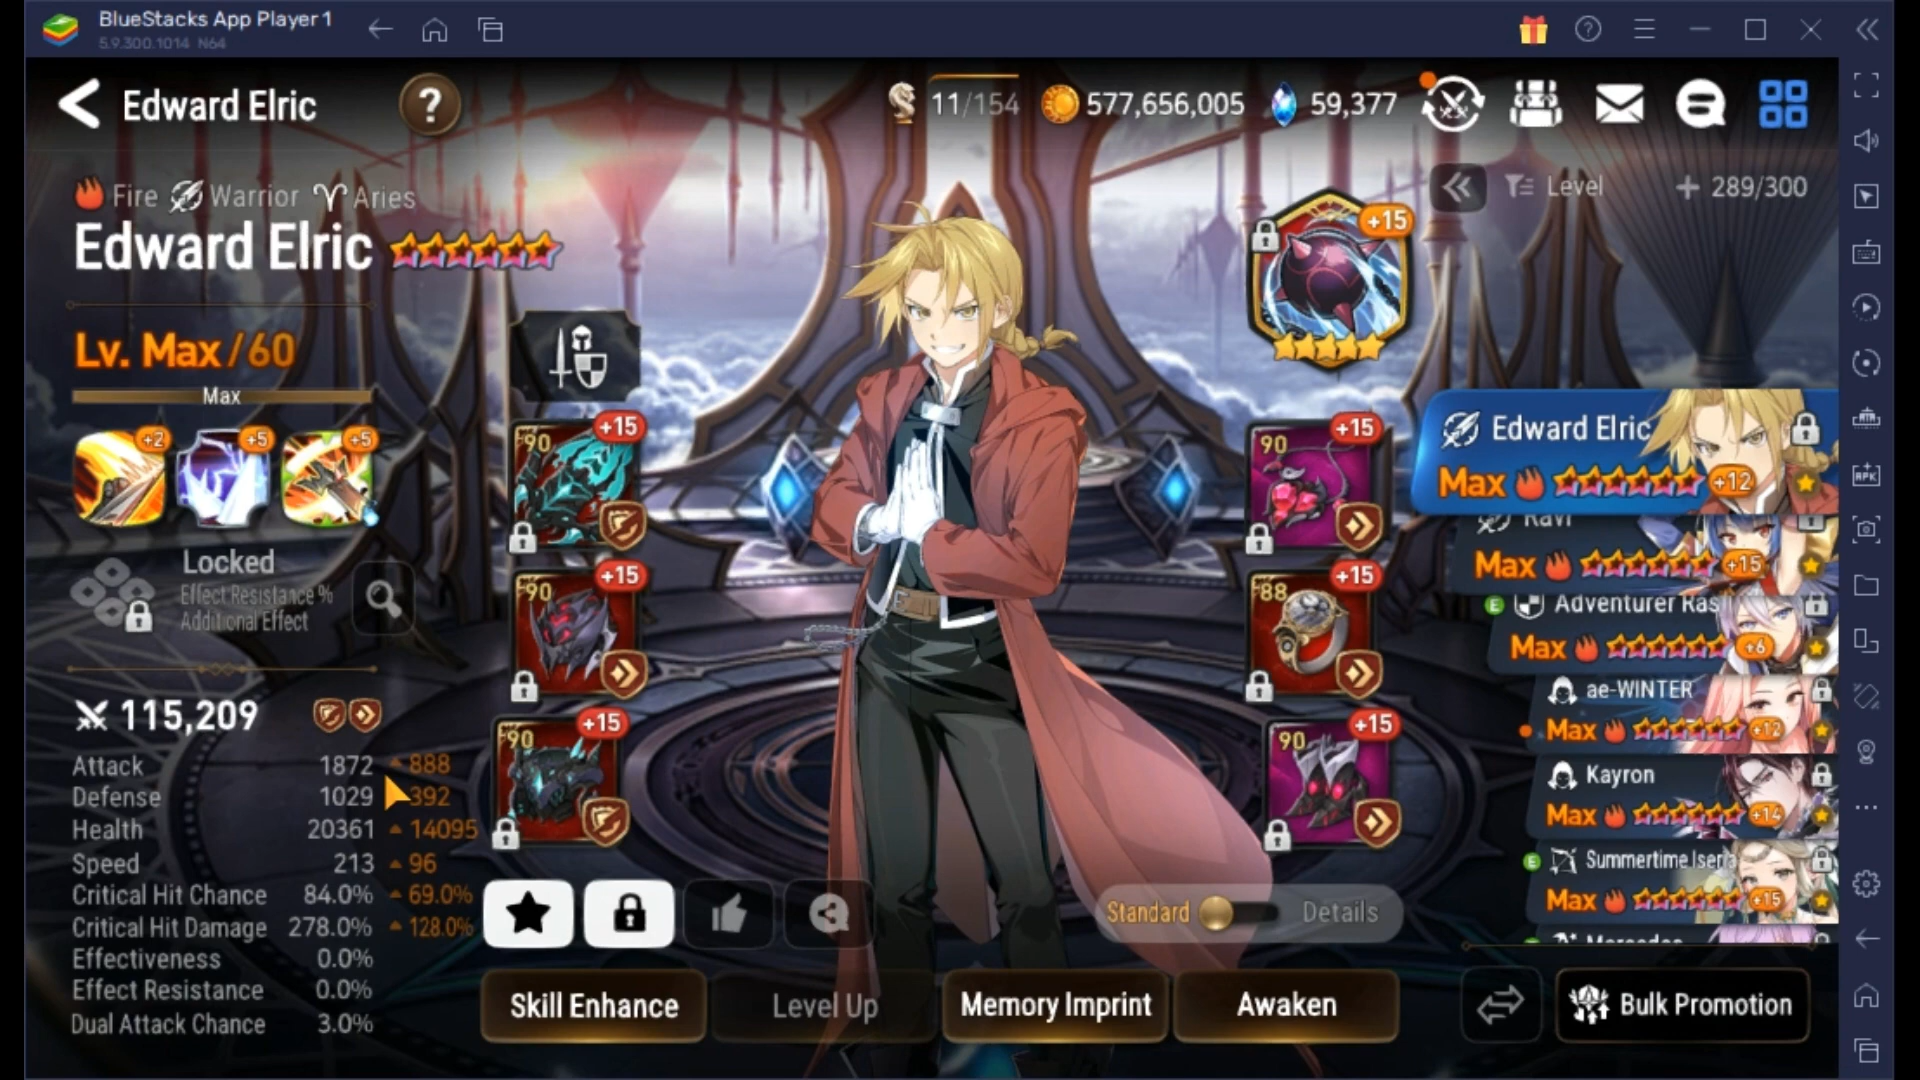 BlueStacks App Player 1
5.9.300.1014 N64
Edward Elric
?
11/154
577,656,005
59,377
Fire Warrior Aries
Edward Elric
Level
+ 289/300
+15
Lv. Max/60
Max
+2
+5
+5
90
+15
90
+15
90
+15
88
+15
90
+15
90
+15
Locked
Effect Resistance %
Additional Effect
115,209
Attack 1872 888
Defense 1029 392
Health 20361 14095
Speed 213 96
Critical Hit Chance 84.0% 69.0%
Critical Hit Damage 278.0% 128.0%
Effectiveness 0.0%
Effect Resistance 0.0%
Dual Attack Chance 3.0%
Edward Elric
Max +12
Ravi
Max +15
E Adventurer Ras
Max +6
ae-WINTER
Max +12
Kayron
Max +14
E Summertime Iseria
Max +15
Mercedes
Standard Details
Skill Enhance
Level Up
Memory Imprint
Awaken
Bulk Promotion